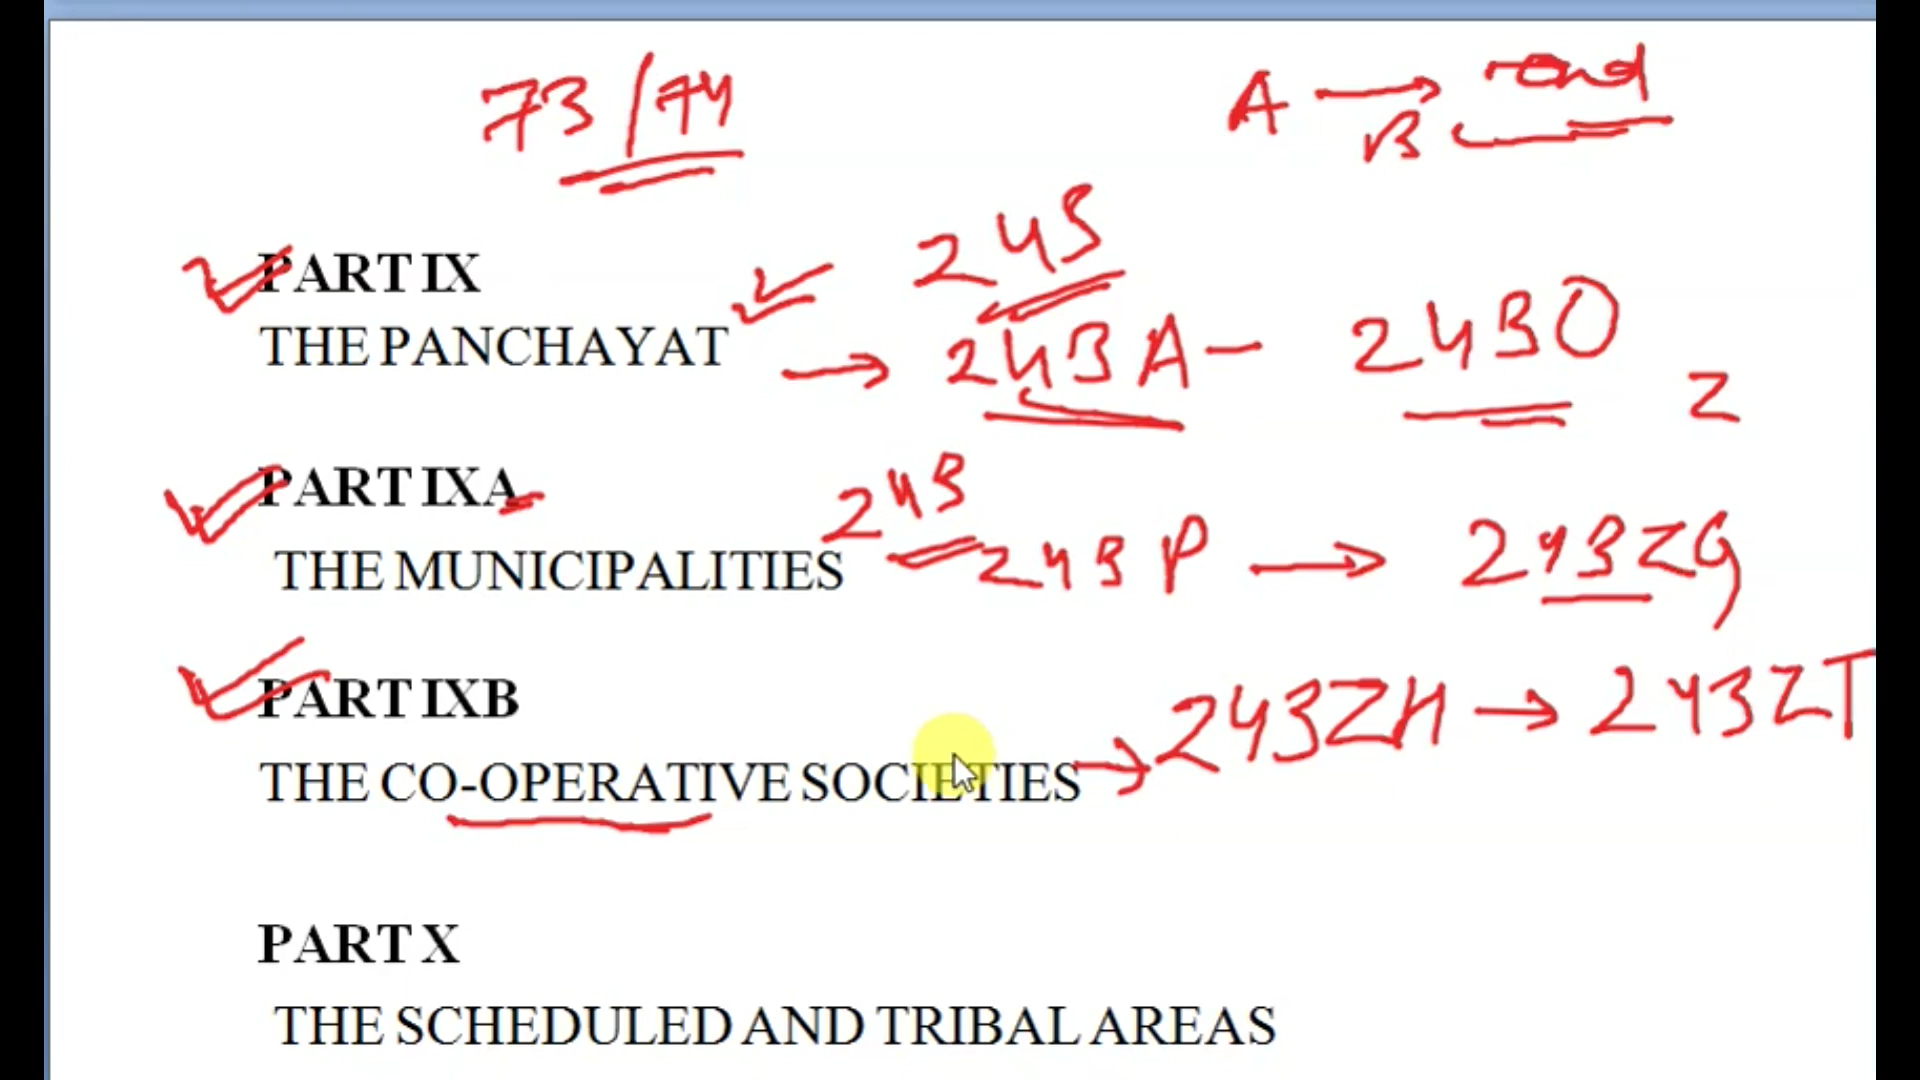 73/74
A → road
B
PART IX
243
THE PANCHAYAT → 243A - 243O
Z
PART IXA
243
THE MUNICIPALITIES 243P → 243ZG
PART IXB
THE CO-OPERATIVE SOCIETIES → 243ZH → 243ZT
PART X
THE SCHEDULED AND TRIBAL AREAS